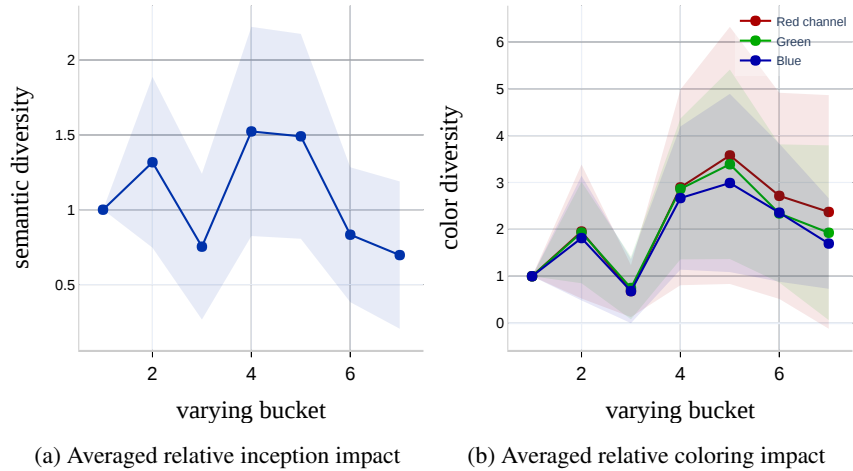 2
1.5
1
0.5
semantic diversity
2
4
6
varying bucket
(a) Averaged relative inception impact
Red channel
Green
Blue
6
5
4
3
2
1
0
color diversity
2
4
6
varying bucket
(b) Averaged relative coloring impact